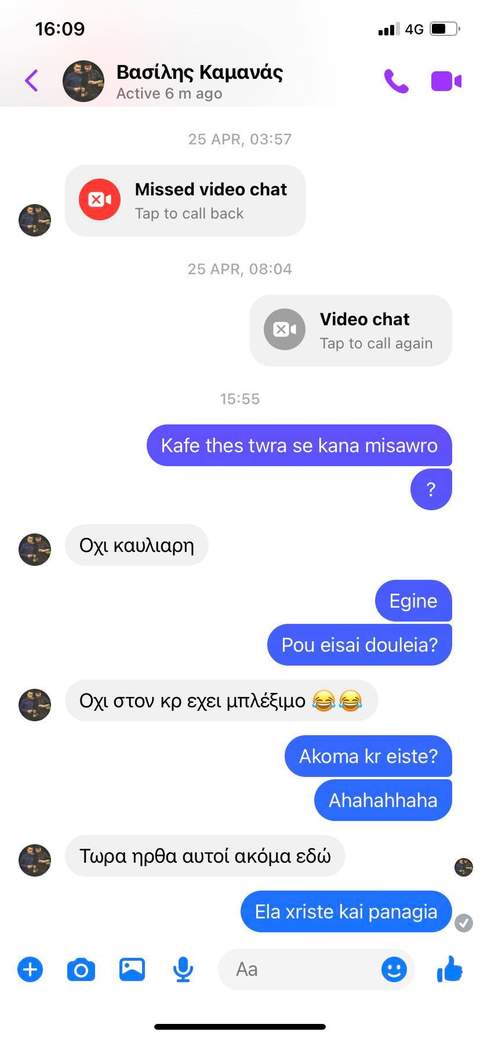 16:09
4G
Βασίλης Καμανάς
Active 6 m ago
25 APR, 03:57
Missed video chat
Tap to call back
25 APR, 08:04
Video chat
Tap to call again
15:55
Kafe thes twra se kana misawro
?
Οχι καυλιαρη
Egine
Pou eisai douleia?
Οχι στον κρ εχει μπλέξιμο 😂😂
Akoma kr eiste?
Ahahahhaha
Τωρα ηρθα αυτοί ακόμα εδώ
Ela xriste kai panagia
Aa